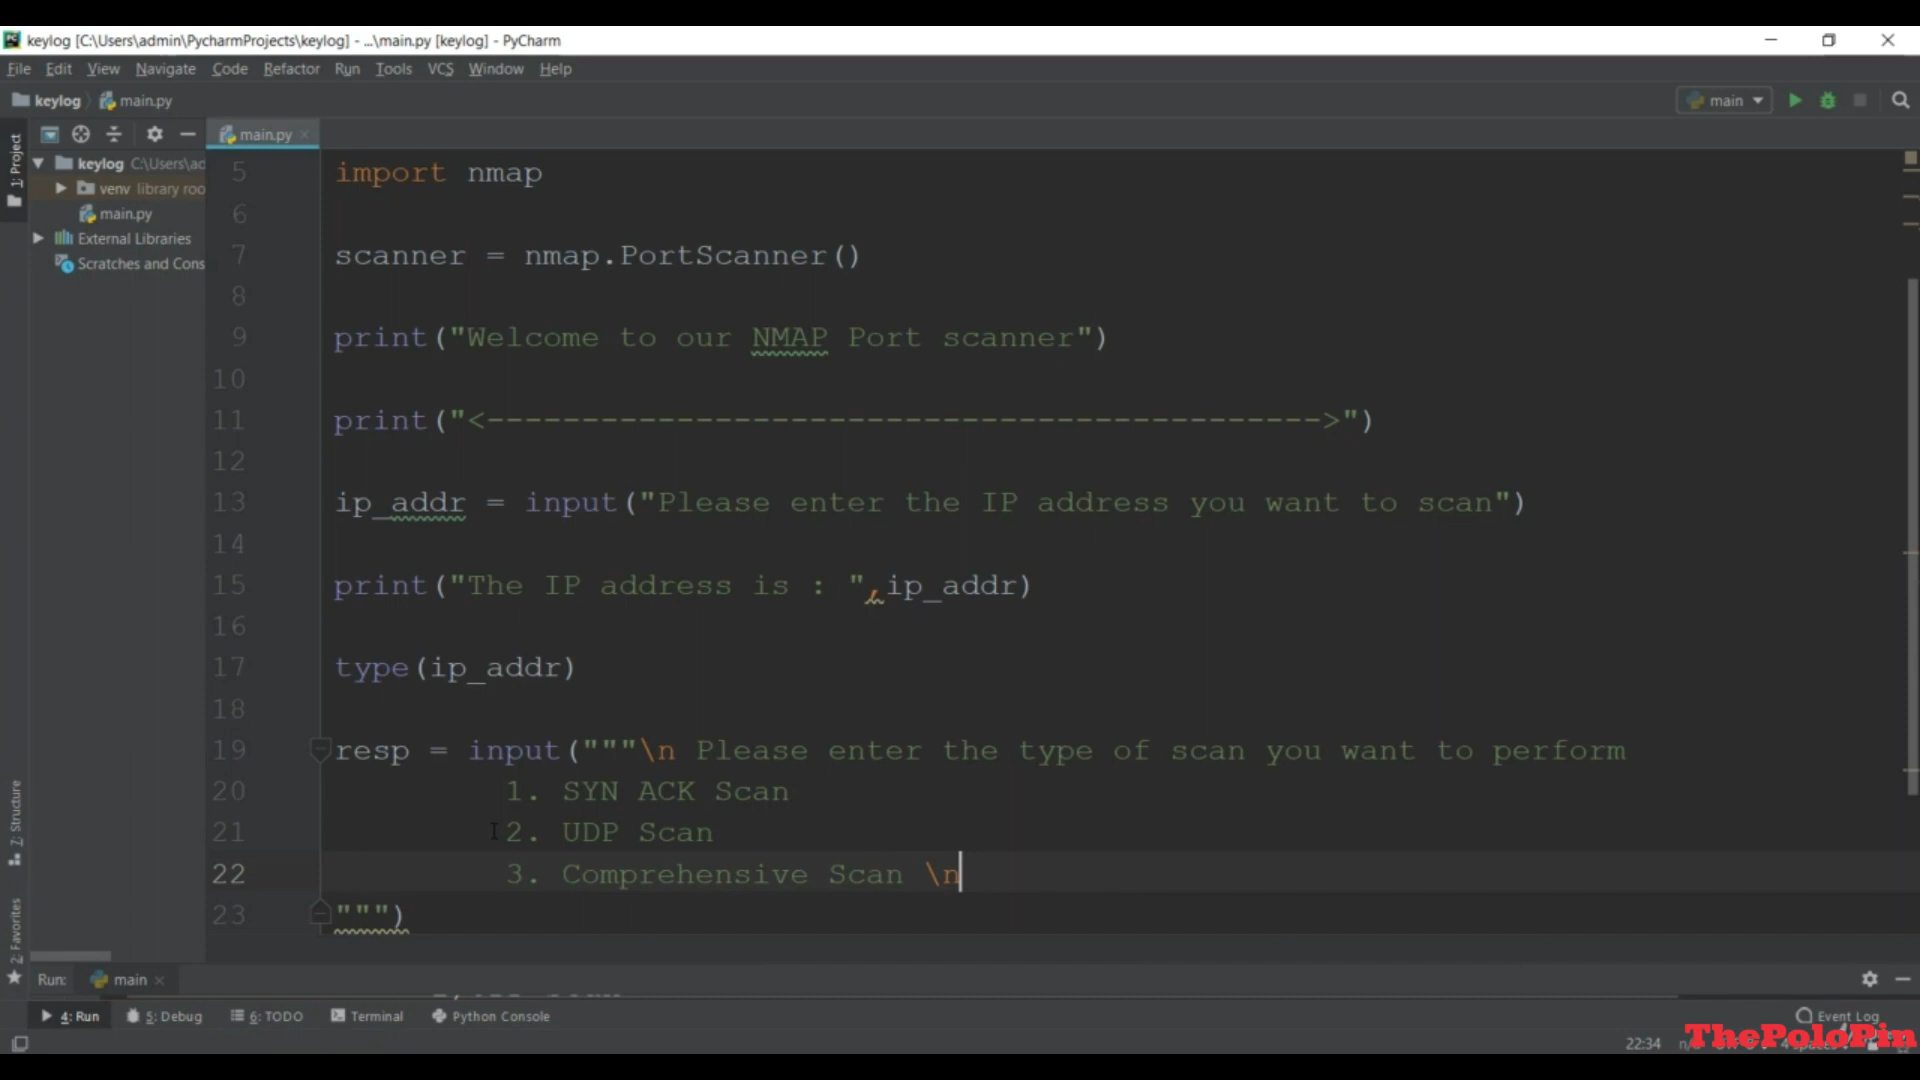 keylog [C:\Users\admin\PycharmProjects\keylog] - ...\main.py [keylog] - PyCharm
File Edit View Navigate Code Refactor Run Tools VCS Window Help
keylog main.py main
1: Project
main.py
keylog C:\Users\ad
venv library roo
main.py
External Libraries
Scratches and Cons
5 import nmap
6
7 scanner = nmap.PortScanner()
8
9 print("Welcome to our NMAP Port scanner")
10
11 print("<-------------------------------------------->")
12
13 ip_addr = input("Please enter the IP address you want to scan")
14
15 print("The IP address is : ",ip_addr)
16
17 type(ip_addr)
18
19 resp = input("""\n Please enter the type of scan you want to perform
20 1. SYN ACK Scan
21 2. UDP Scan
22 3. Comprehensive Scan \n
23 """)
Z: Structure
2: Favorites
Run: main
4: Run 5: Debug 6: TODO Terminal Python Console Event Log
22:34
ThePoloPin